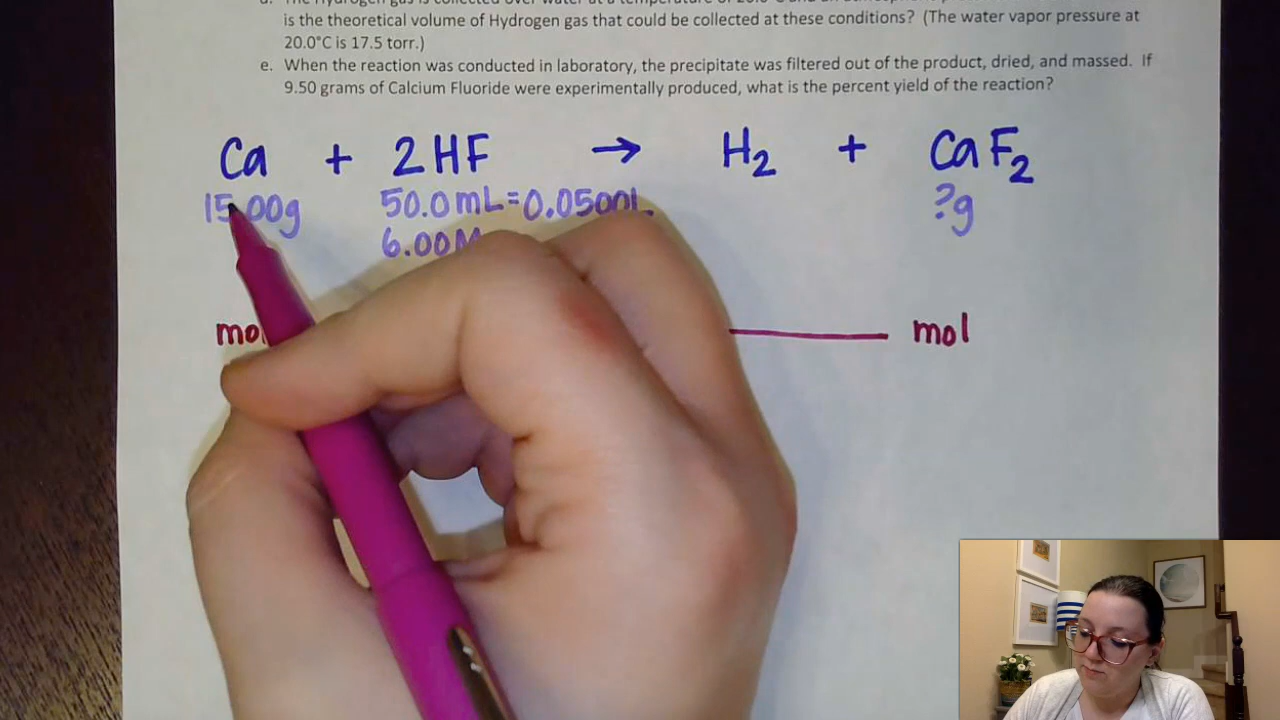 is the theoretical volume of Hydrogen gas that could be collected at these conditions? (The water vapor pressure at
20.0°C is 17.5 torr.)
e. When the reaction was conducted in laboratory, the precipitate was filtered out of the product, dried, and massed. If
9.50 grams of Calcium Fluoride were experimentally produced, what is the percent yield of the reaction?
Ca + 2HF → H₂ + CaF₂
15.00g 50.0mL=0.0500L ?g
6.00M
mol mol